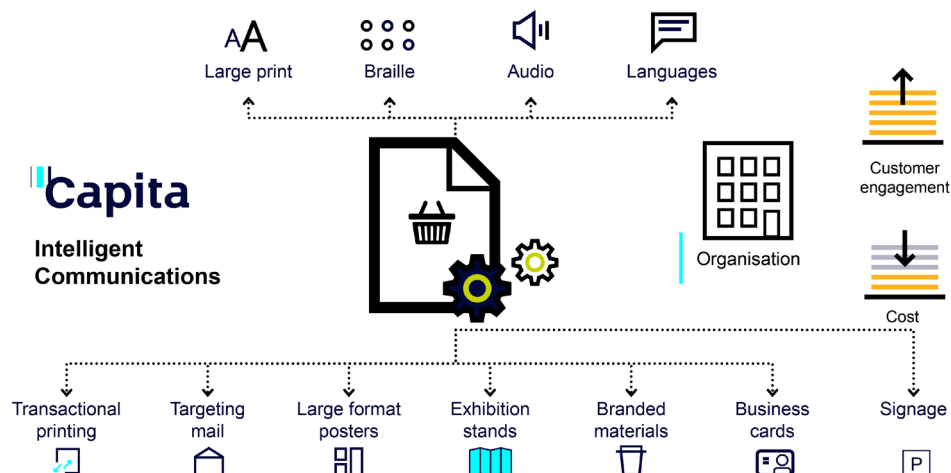 AA
Large print
Braille
Audio
Languages
Capita
Intelligent
Communications
Organisation
Customer
engagement
Cost
Transactional
printing
Targeting
mail
Large format
posters
Exhibition
stands
Branded
materials
Business
cards
Signage
P